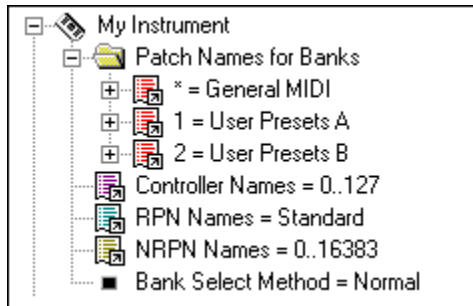 My Instrument
Patch Names for Banks
* = General MIDI
1 = User Presets A
2 = User Presets B
Controller Names = 0..127
RPN Names = Standard
NRPN Names = 0..16383
Bank Select Method = Normal